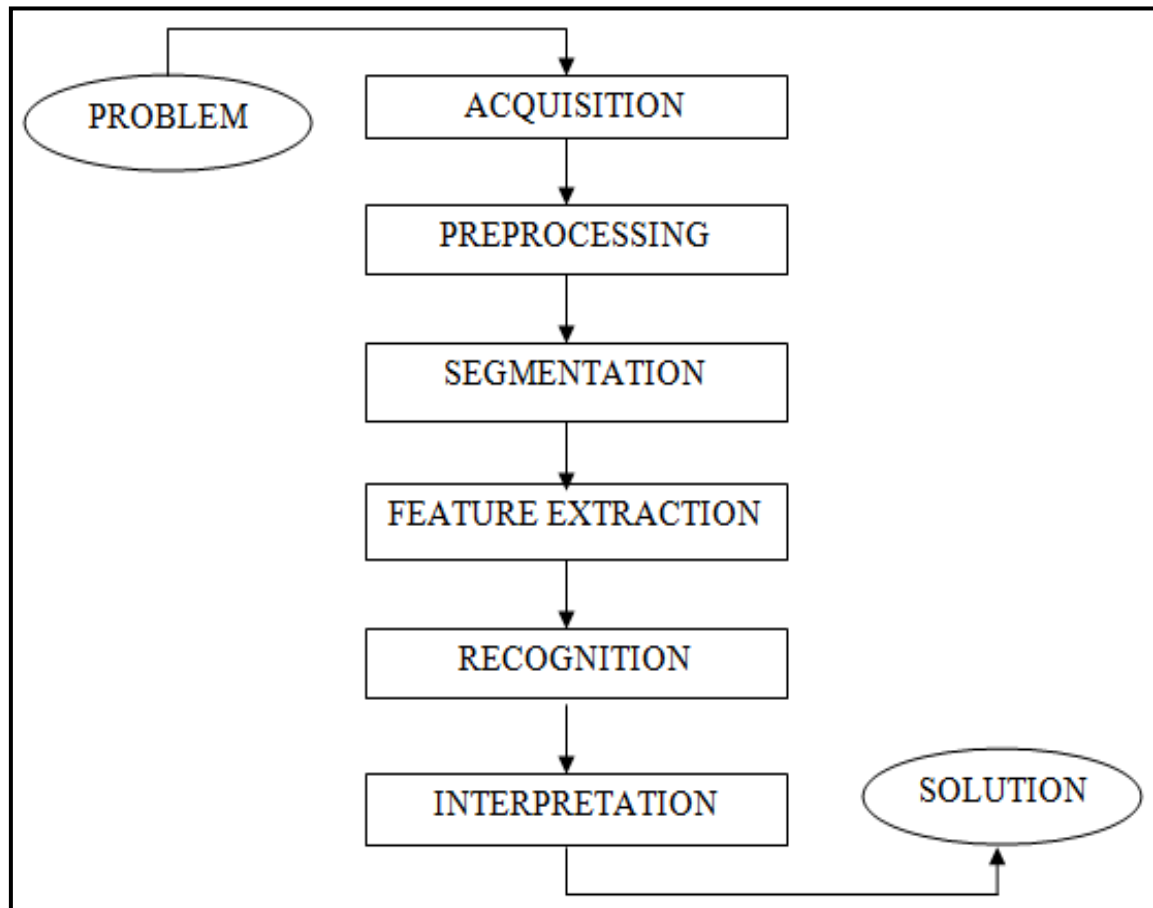 PROBLEM
ACQUISITION
PREPROCESSING
SEGMENTATION
FEATURE EXTRACTION
RECOGNITION
INTERPRETATION
SOLUTION